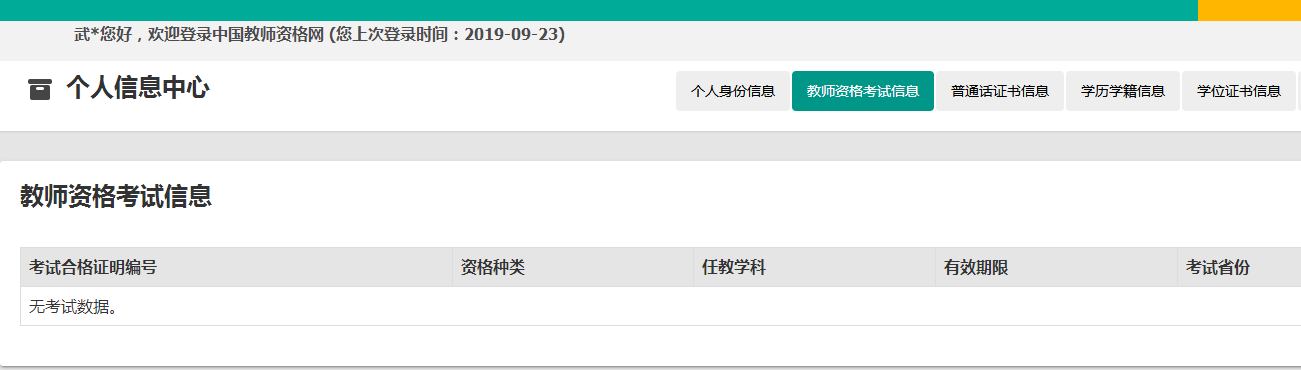 武*您好，欢迎登录中国教师资格网 (您上次登录时间：2019-09-23)
个人信息中心
个人身份信息 教师资格考试信息 普通话证书信息 学历学籍信息 学位证书信息
教师资格考试信息
考试合格证明编号 资格种类 任教学科 有效期限 考试省份
无考试数据。